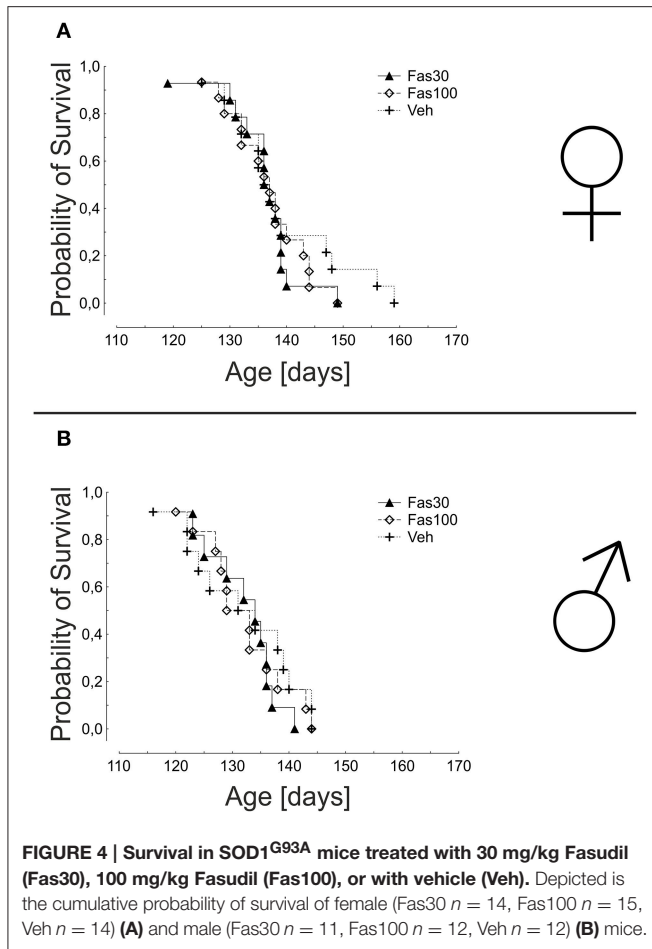 A
Probability of Survival
1,0
0,8
0,6
0,4
0,2
0,0
Fas30
Fas100
Veh
110 120 130 140 150 160 170
Age [days]
B
Probability of Survival
1,0
0,8
0,6
0,4
0,2
0,0
Fas30
Fas100
Veh
110 120 130 140 150 160 170
Age [days]
FIGURE 4 | Survival in SOD1G93A mice treated with 30 mg/kg Fasudil
(Fas30), 100 mg/kg Fasudil (Fas100), or with vehicle (Veh). Depicted is
the cumulative probability of survival of female (Fas30 n = 14, Fas100 n = 15,
Veh n = 14) (A) and male (Fas30 n = 11, Fas100 n = 12, Veh n = 12) (B) mice.